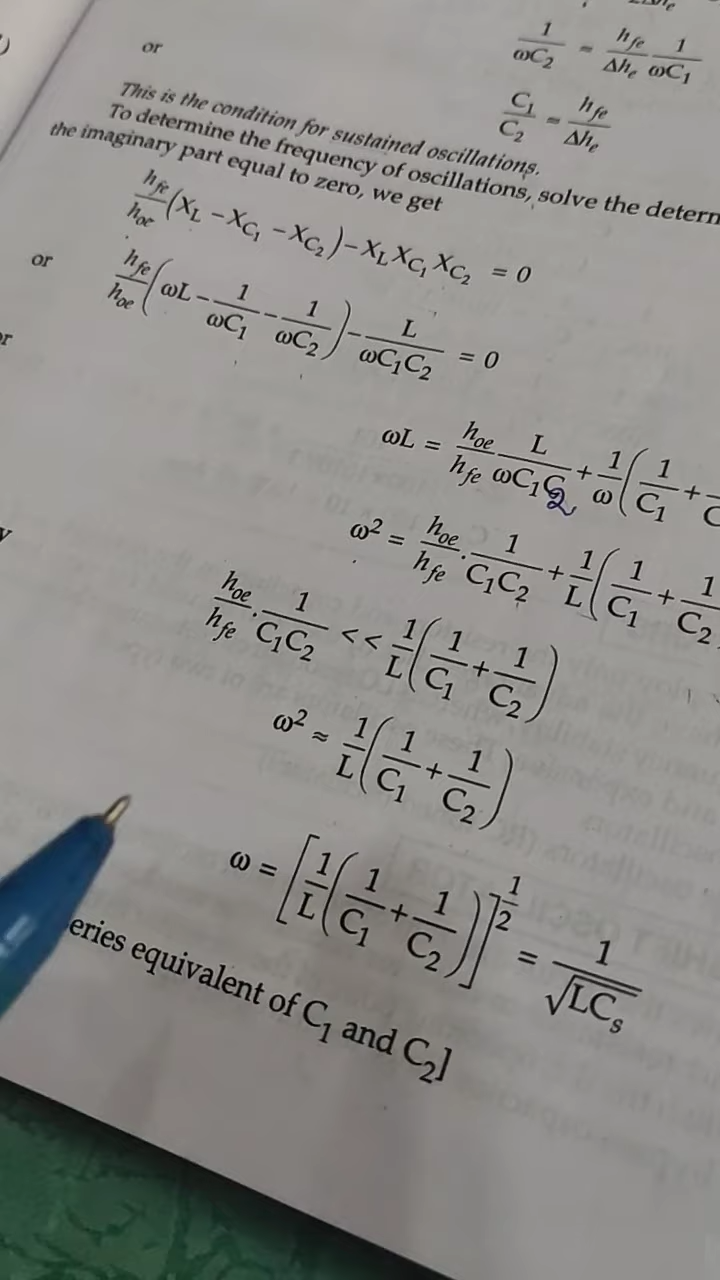 or
1/ωC₂ = h_fe/Δh_e 1/ωC₁
C₁/C₂ = h_fe/Δh_e
This is the condition for sustained oscillations.
To determine the frequency of oscillations, solve the determ
the imaginary part equal to zero, we get
h_fe/h_oe (X_L − X_C₁ − X_C₂) − X_L X_C₁ X_C₂ = 0
or h_fe/h_oe (ωL − 1/ωC₁ − 1/ωC₂) − L/ωC₁C₂ = 0
ωL = h_oe/h_fe L/ωC₁C₂ + 1/ω (1/C₁ +
ω² = h_oe/h_fe . 1/C₁C₂ + 1/L (1/C₁ + 1/C₂
h_oe/h_fe . 1/C₁C₂ << 1/L (1/C₁ + 1/C₂)
ω² ≈ 1/L (1/C₁ + 1/C₂)
ω = [1/L (1/C₁ + 1/C₂)]^1/2 = 1/√LC_s
eries equivalent of C₁ and C₂]